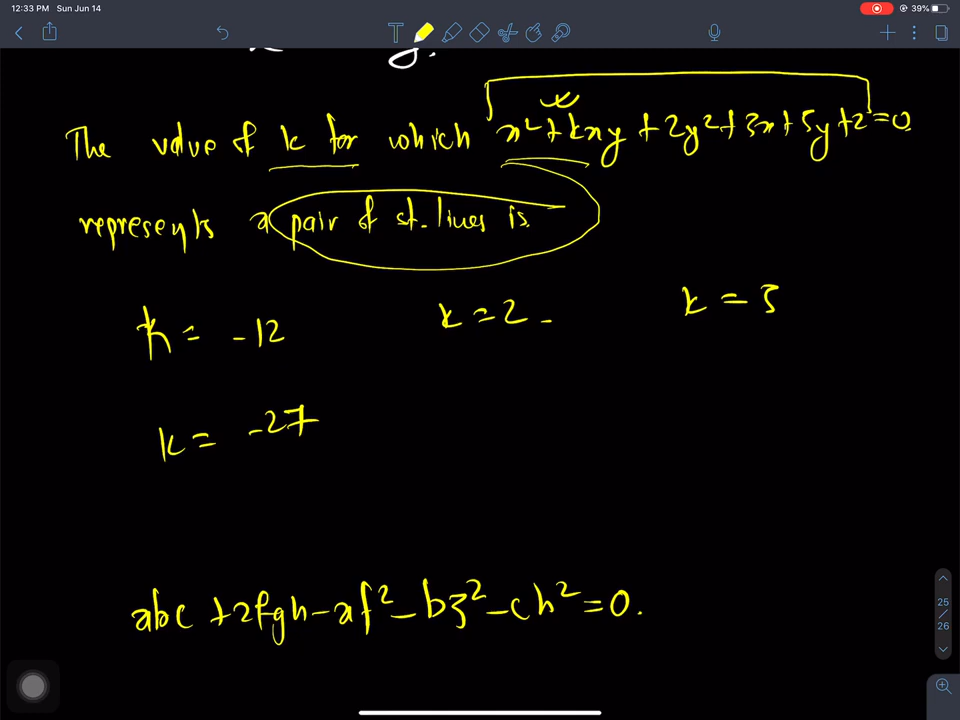 12:33 PM Sun Jun 14
39%
The value of k for which x² + kxy + 2y² + 3x + 5y + 2 = 0
represents a pair of st. lines is.
k = -12
k = 2 -
k = 3
k = -27
abc + 2fgh - af² - bg² - ch² = 0.
25
/
26